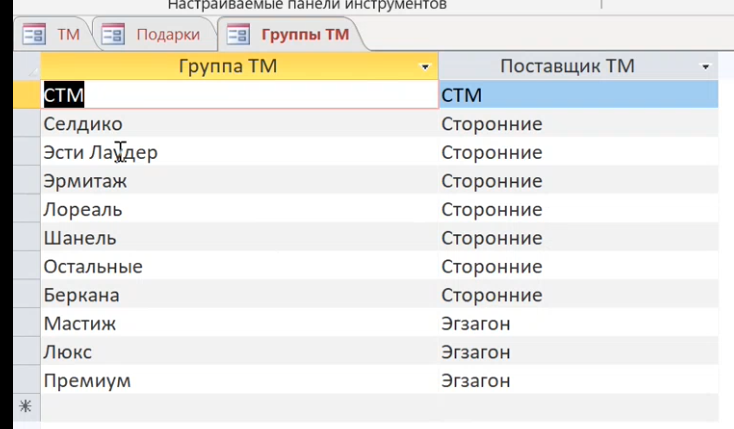 Настраиваемые панели инструментов
ТМ Подарки Группы ТМ
Группа ТМ Поставщик ТМ
СТМ СТМ
Селдико Сторонние
Эсти Лаудер Сторонние
Эрмитаж Сторонние
Лореаль Сторонние
Шанель Сторонние
Остальные Сторонние
Беркана Сторонние
Мастиж Эгзагон
Люкс Эгзагон
Премиум Эгзагон